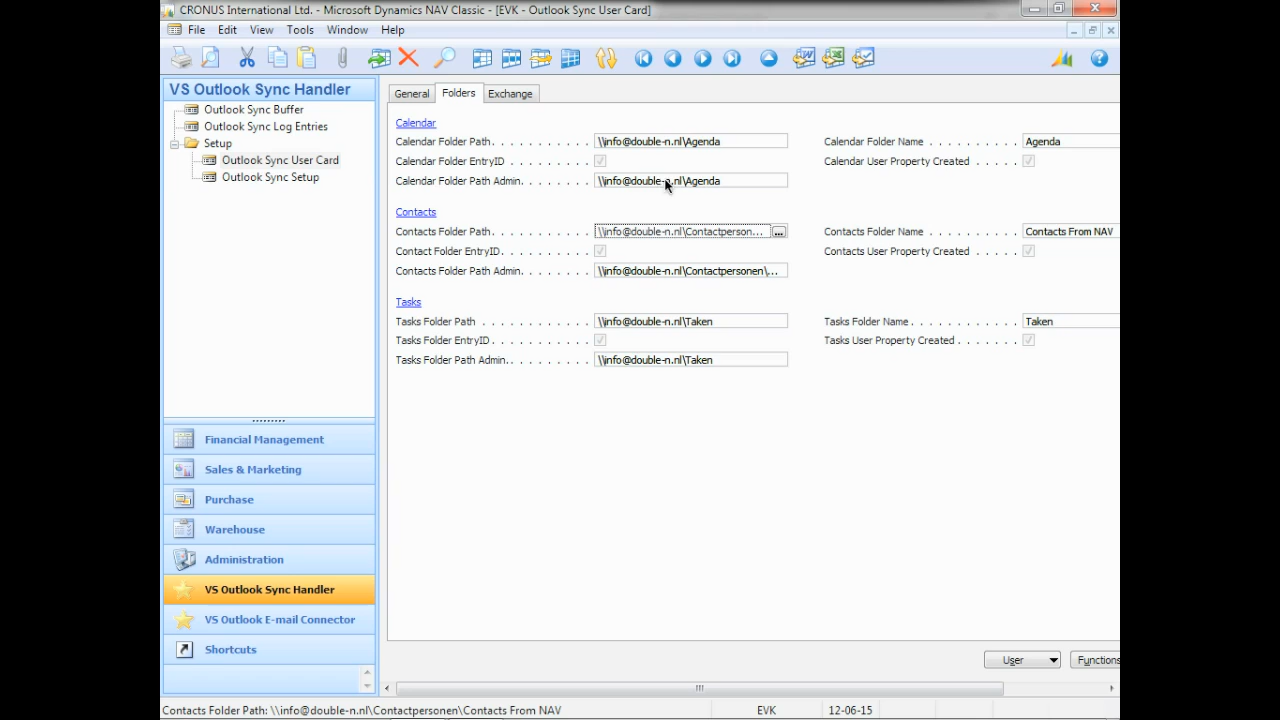 CRONUS International Ltd. - Microsoft Dynamics NAV Classic - [EVK - Outlook Sync User Card]
File Edit View Tools Window Help
VS Outlook Sync Handler
Outlook Sync Buffer
Outlook Sync Log Entries
Setup
Outlook Sync User Card
Outlook Sync Setup
Financial Management
Sales & Marketing
Purchase
Warehouse
Administration
VS Outlook Sync Handler
VS Outlook E-mail Connector
Shortcuts
General Folders Exchange
Calendar
Calendar Folder Path. . . . . . . . . . . \\info@double-n.nl\Agenda Calendar Folder Name . . . . . . . . . Agenda
Calendar Folder EntryID . . . . . . . . . Calendar User Property Created . . . . .
Calendar Folder Path Admin. . . . . . . . \\info@double-n.nl\Agenda
Contacts
Contacts Folder Path. . . . . . . . . . . \\info@double-n.nl\Contactperson... ... Contacts Folder Name . . . . . . . . . Contacts From NAV
Contact Folder EntryID. . . . . . . . . . Contacts User Property Created . . . . .
Contacts Folder Path Admin. . . . . . . . \\info@double-n.nl\Contactpersonen\...
Tasks
Tasks Folder Path . . . . . . . . . . . . \\info@double-n.nl\Taken Tasks Folder Name. . . . . . . . . . . Taken
Tasks Folder EntryID. . . . . . . . . . . Tasks User Property Created . . . . . .
Tasks Folder Path Admin. . . . . . . . . \\info@double-n.nl\Taken
User Functions
Contacts Folder Path: \\info@double-n.nl\Contactpersonen\Contacts From NAV EVK 12-06-15